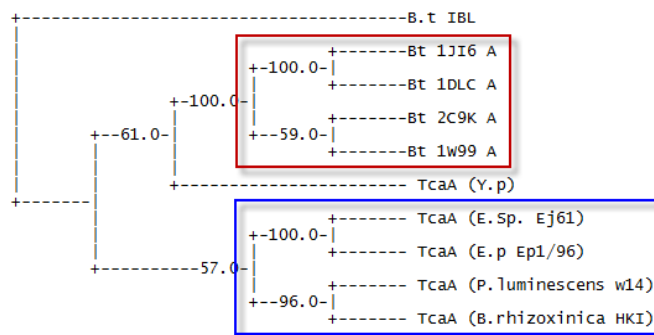 B.t IBL
Bt 1JI6 A
100.0
Bt 1DLC A
100.0
Bt 2C9K A
61.0
59.0
Bt 1W99 A
TcaA (Y.p)
TcaA (E.Sp. Ej61)
100.0
TcaA (E.p Ep1/96)
57.0
TcaA (P.luminescens w14)
96.0
TcaA (B.rhizoxinica HKI)